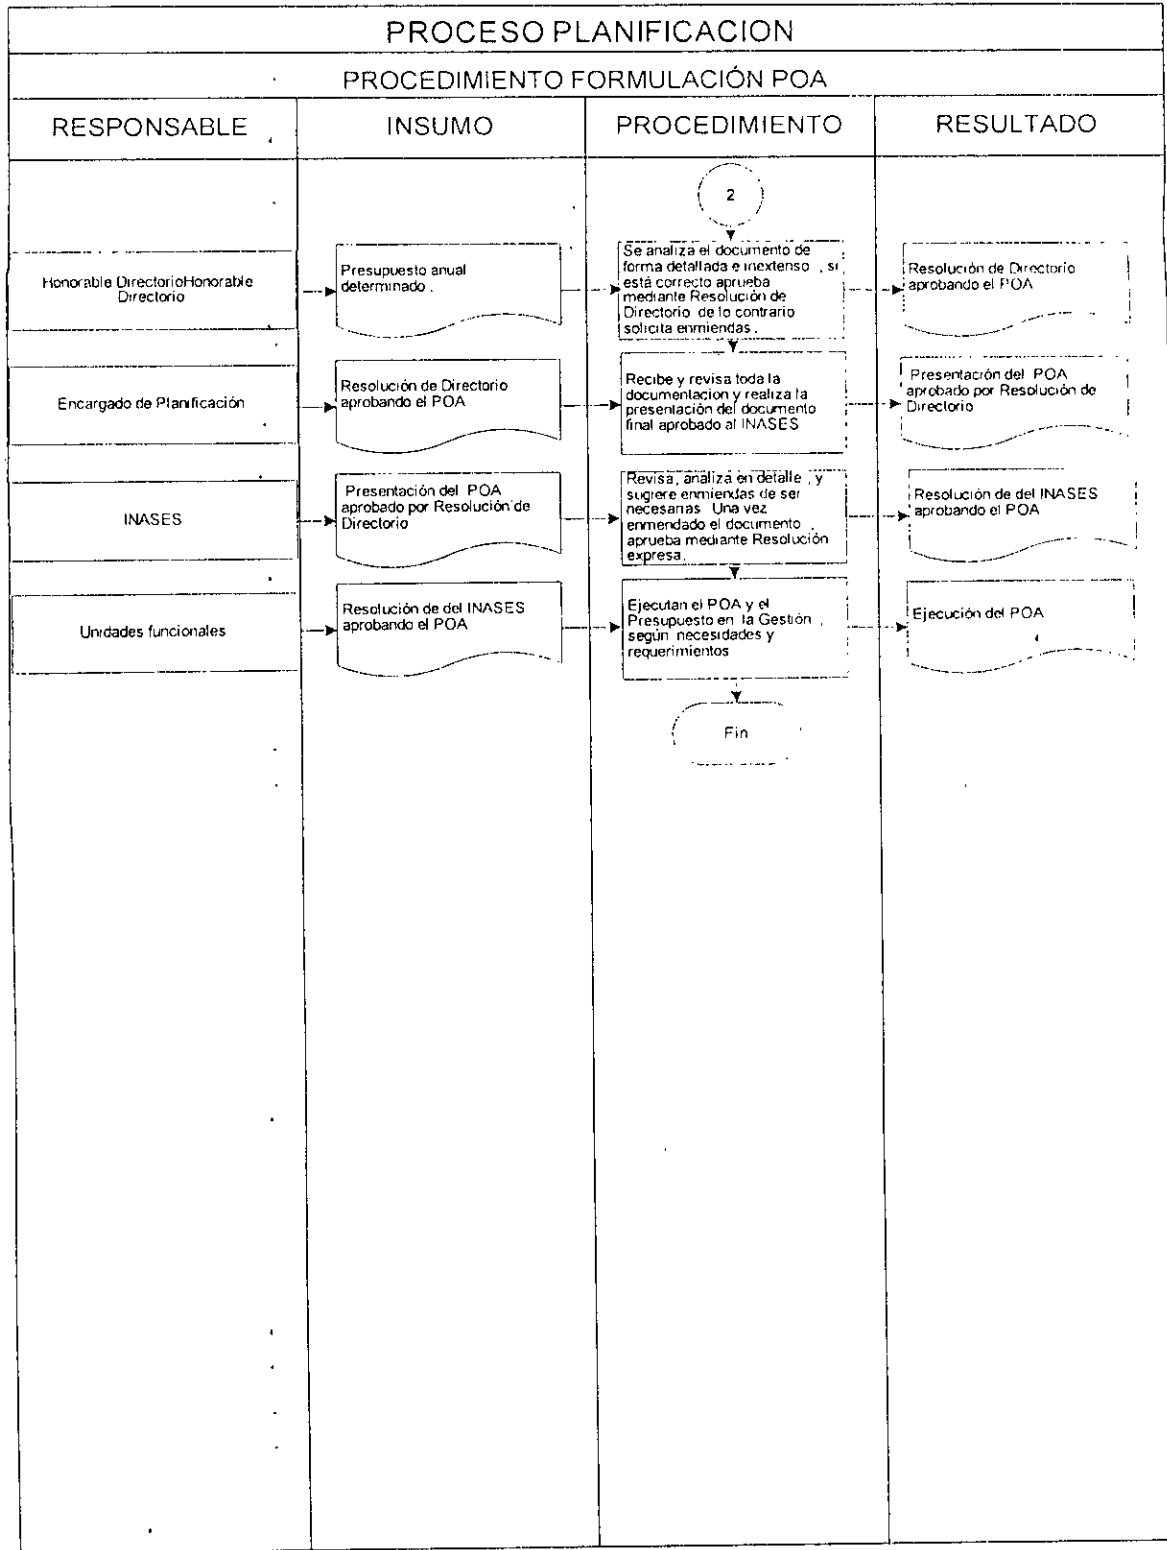 PROCESO PLANIFICACION
PROCEDIMIENTO FORMULACIÓN POA
RESPONSABLE
INSUMO
PROCEDIMIENTO
RESULTADO
2
Honorable DirectorioHonorable
Directorio
Presupuesto anual
determinado .
Se analiza el documento de
forma detallada e inextenso , si
está correcto aprueba
mediante Resolución de
Directorio de lo contrario
solicita enmiendas .
Resolución de Directorio
aprobando el POA
Encargado de Planificación
Resolución de Directorio
aprobando el POA
Recibe y revisa toda la
documentacion y realiza la
presentación del documento
final aprobado al INASES
Presentación del POA
aprobado por Resolución de
Directorio
INASES
Presentación del POA
aprobado por Resolución de
Directorio
Revisa , analiza en detalle , y
sugiere enmiendas de ser
necesarias Una vez
enmendado el documento ,
aprueba mediante Resolución
expresa .
Resolución de del INASES
aprobando el POA
Unidades funcionales
Resolución de del INASES
aprobando el POA
Ejecutan el POA y el
Presupuesto en la Gestión ,
según necesidades y
requerimientos
Ejecución del POA
Fin